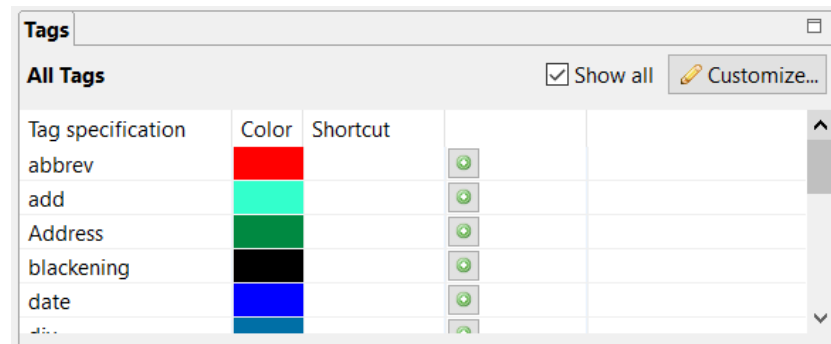 Tags
All Tags Show all Customize...
Tag specification Color Shortcut
abbrev
add
Address
blackening
date